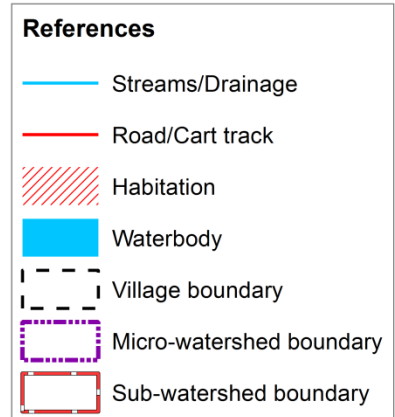 References
Streams/Drainage
Road/Cart track
Habitation
Waterbody
Village boundary
Micro-watershed boundary
Sub-watershed boundary